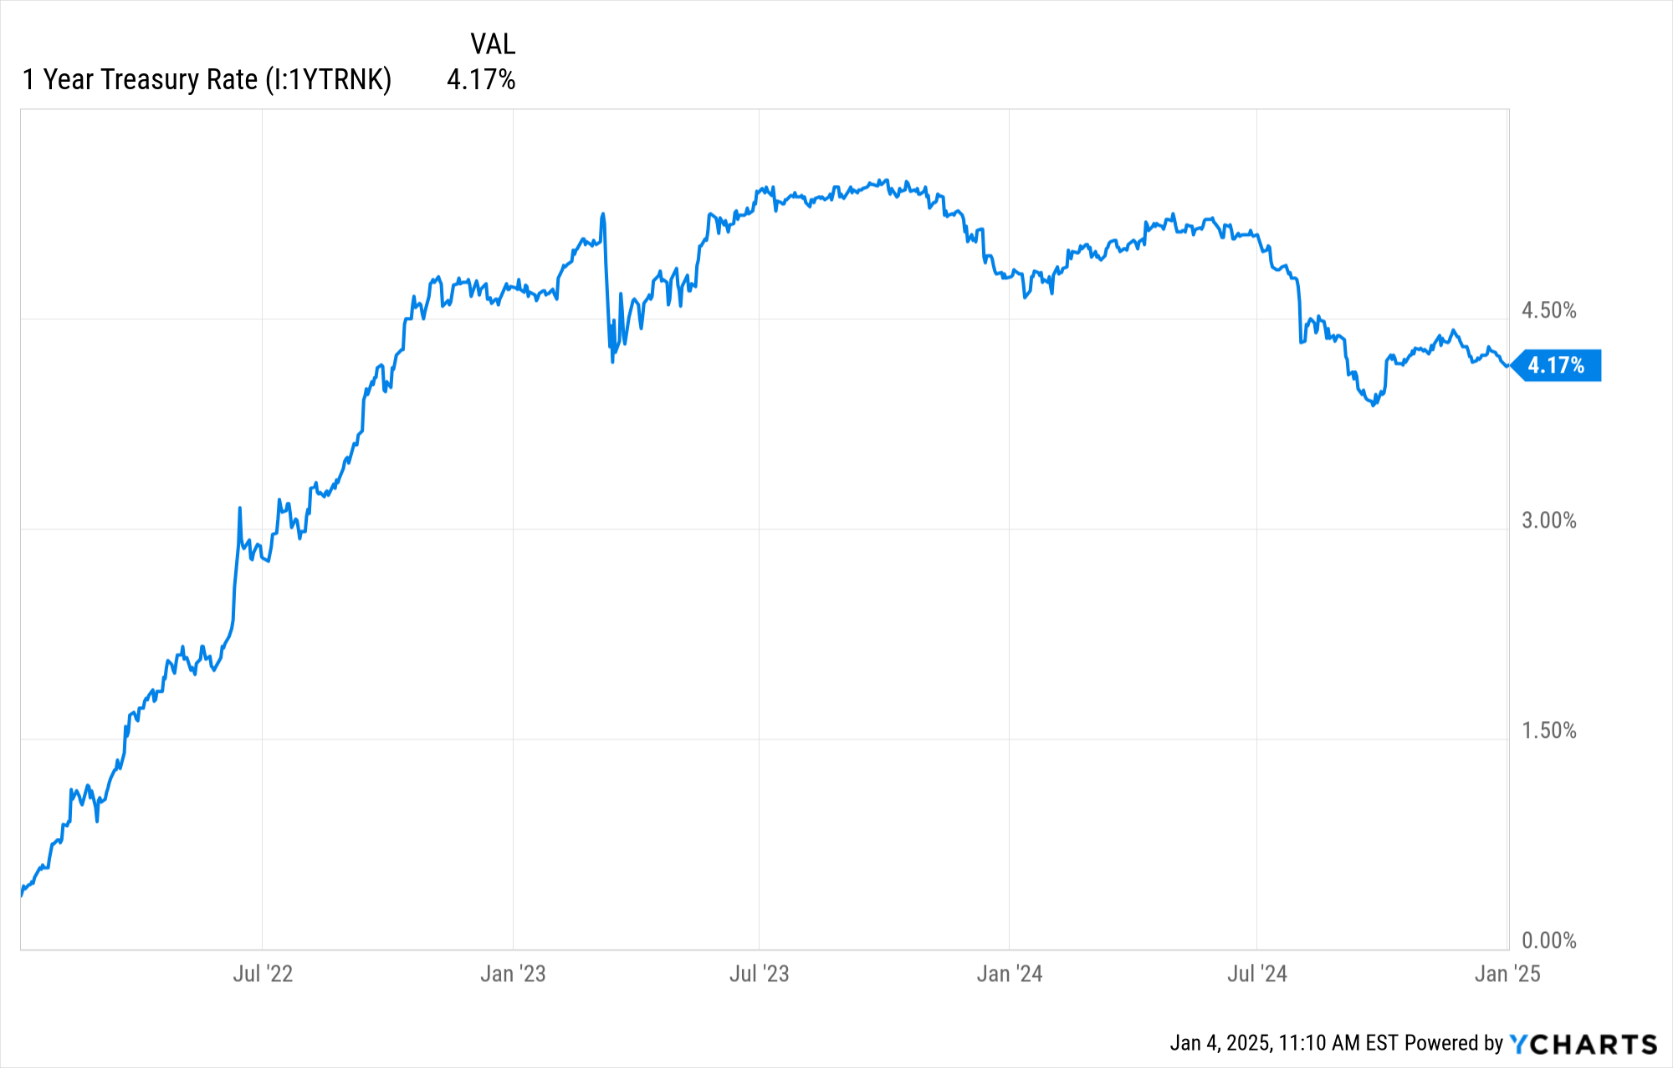 VAL
1 Year Treasury Rate (I:1YTRNK) 4.17%
4.50%
4.17%
3.00%
1.50%
0.00%
Jul '22 Jan '23 Jul '23 Jan '24 Jul '24 Jan '25
Jan 4, 2025, 11:10 AM EST Powered by YCHARTS